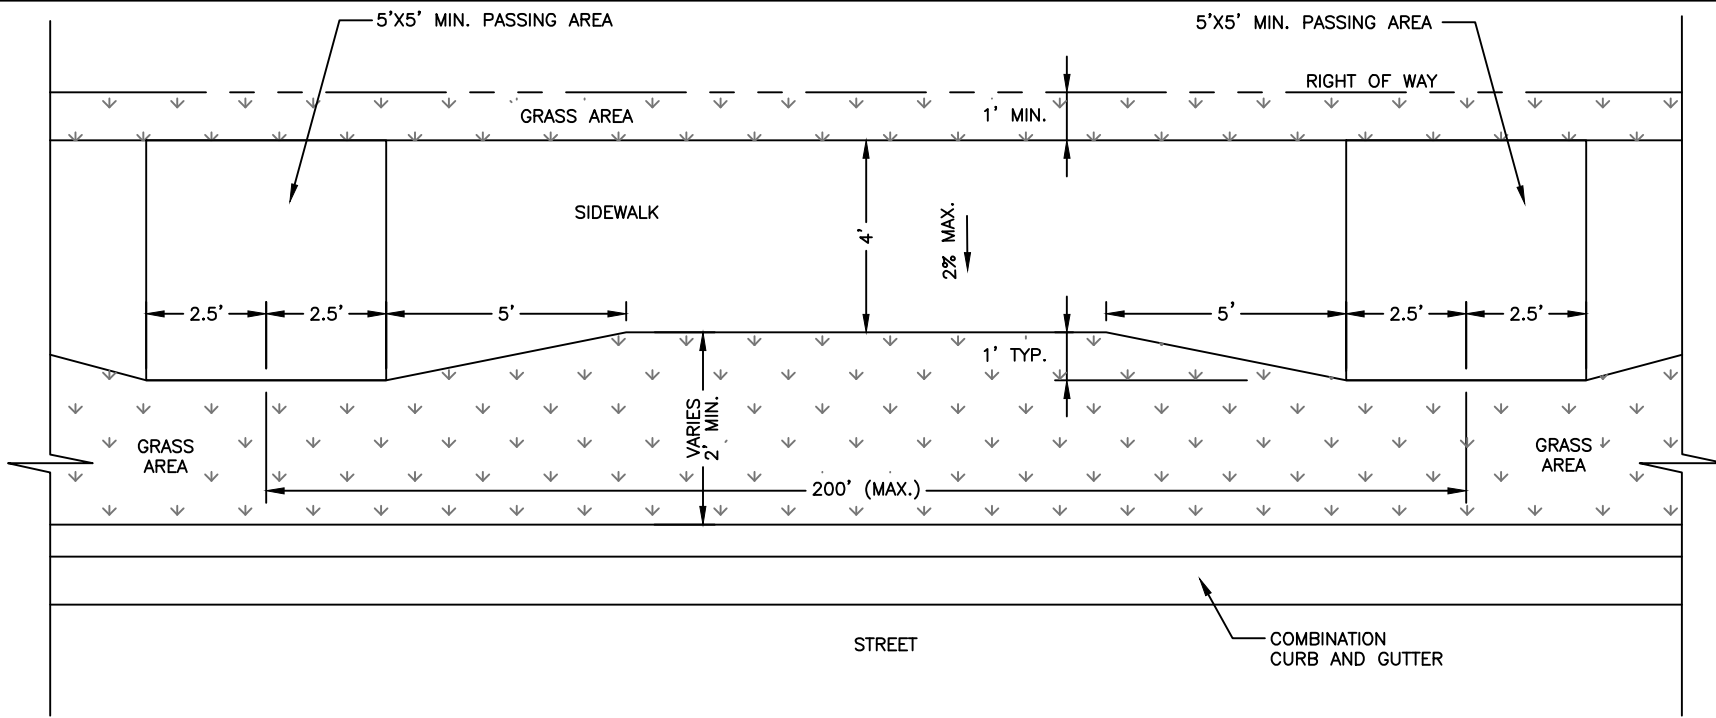 5'X5' MIN. PASSING AREA
5'X5' MIN. PASSING AREA
RIGHT OF WAY
GRASS AREA
1' MIN.
SIDEWALK
4'
2% MAX.
2.5'
2.5'
5'
5'
2.5'
2.5'
1' TYP.
VARIES
2' MIN.
GRASS
AREA
GRASS
AREA
200' (MAX.)
STREET
COMBINATION
CURB AND GUTTER